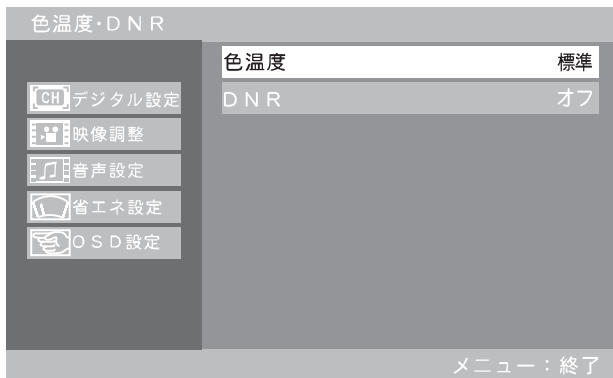 色温度・ＤＮＲ
色温度 標準
ＤＮＲ オフ
CH デジタル設定
映像調整
音声設定
省エネ設定
ＯＳＤ設定
メニュー：終了